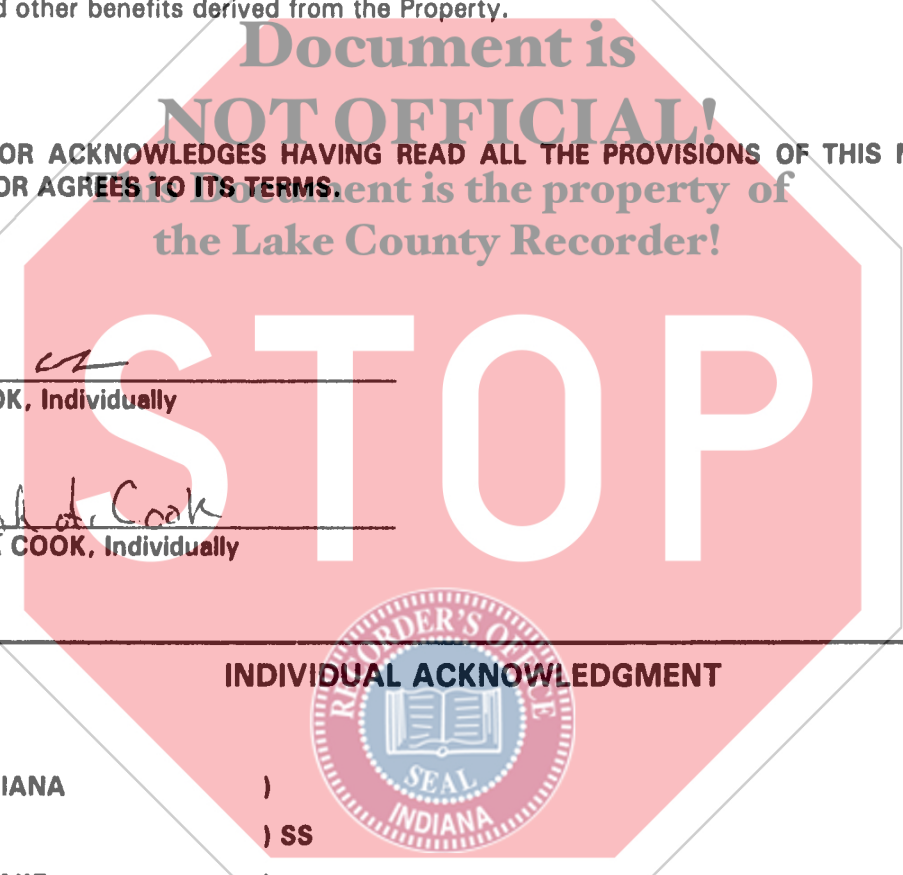 d other benefits derived from the Property.
Document is
NOT OFFICIAL!
OR ACKNOWLEDGES HAVING READ ALL THE PROVISIONS OF THIS
OR AGREES TO ITS TERMS.
This Document is the property of
the Lake County Recorder!
STOP
OK, Individually
Cook
COOK, Individually
RECORDER'S OFFICE
INDIVIDUAL ACKNOWLEDGMENT
SEAL
INDIANA
IANA )
) SS